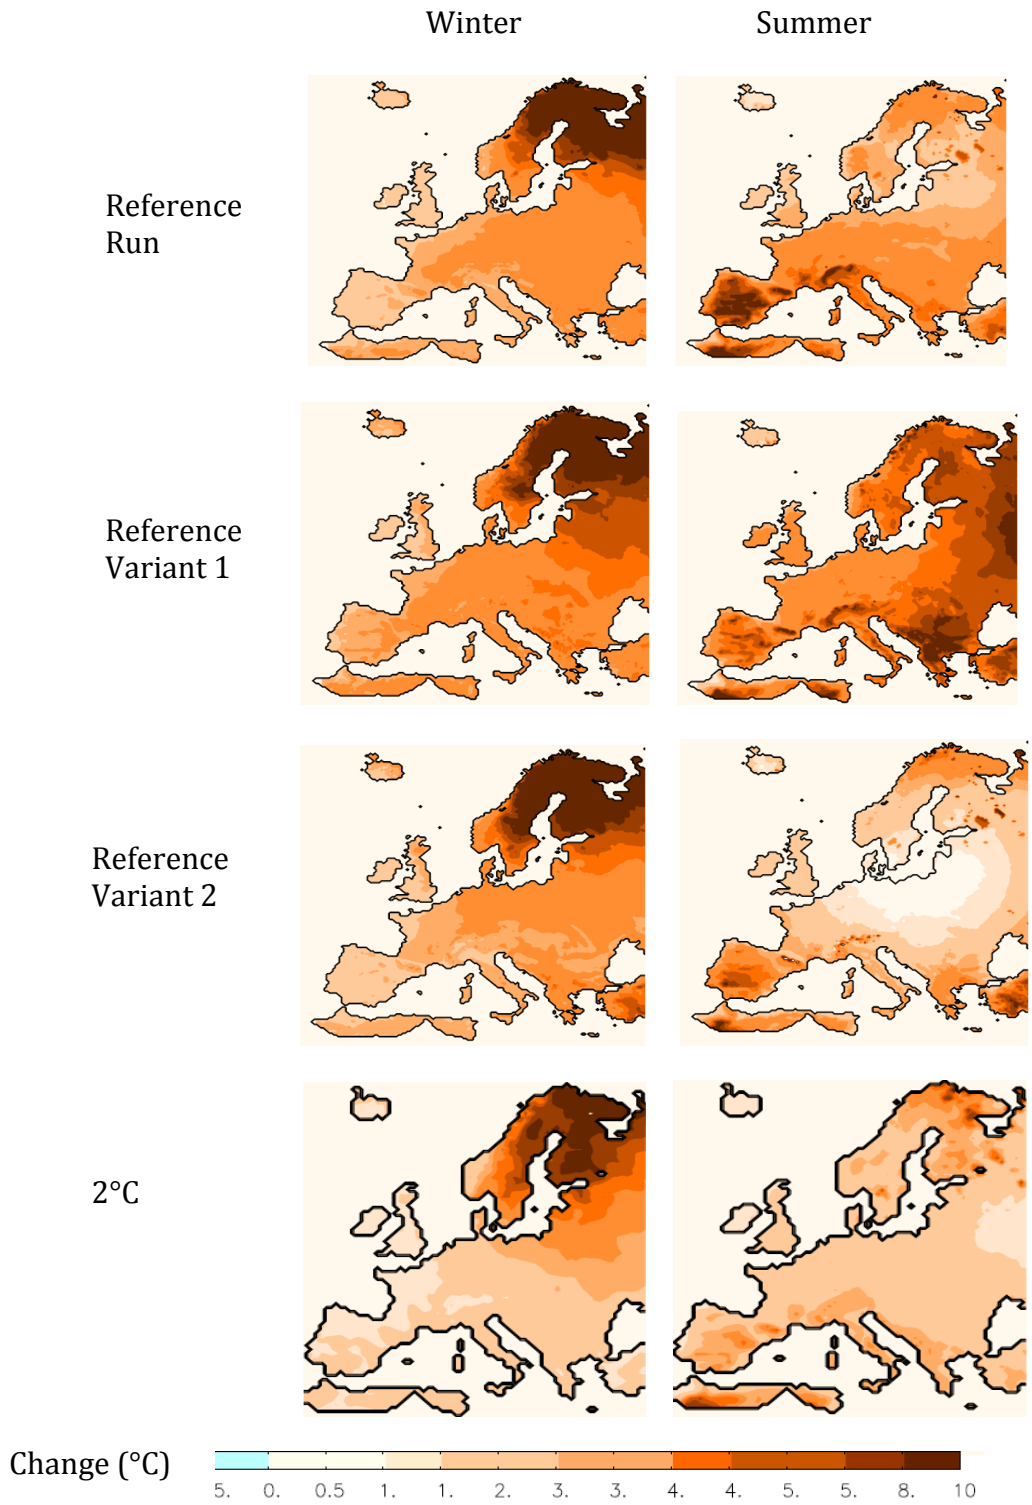 Winter Summer
Reference
Run
Reference
Variant 1
Reference
Variant 2
2°C
Change (°C)
5. 0. 0.5 1. 1. 2. 3. 3. 4. 4. 5. 5. 8. 10